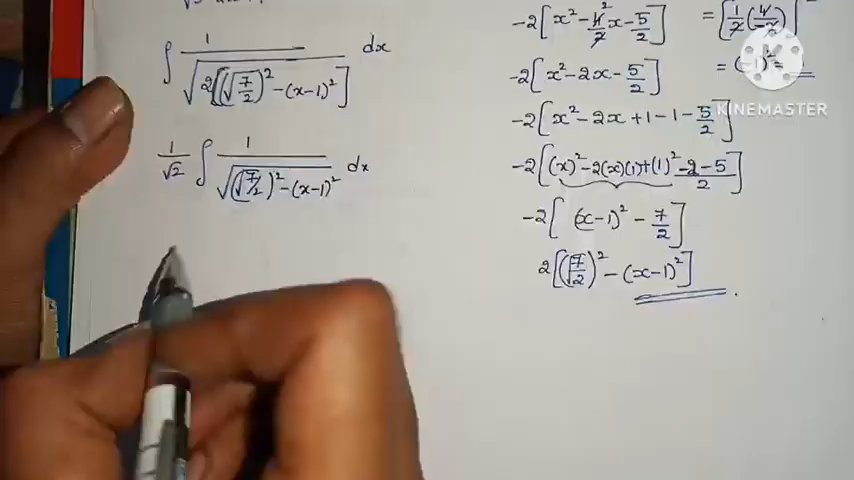 ∫ 1/√(2[(√(7/2))² -(x-1)²]) dx
1/√2 ∫ 1/√((√(7/2))² -(x-1)²) dx
-2[x² - 4/2 x - 5/2]
-2[x² - 2x - 5/2]
-2[x² - 2x + 1 - 1 - 5/2]
-2[(x)² - 2(x)(1) + (1)² (-2-5)/2]
-2[(x-1)² - 7/2]
2[(√(7/2))² - (x-1)²]
KINEMASTER